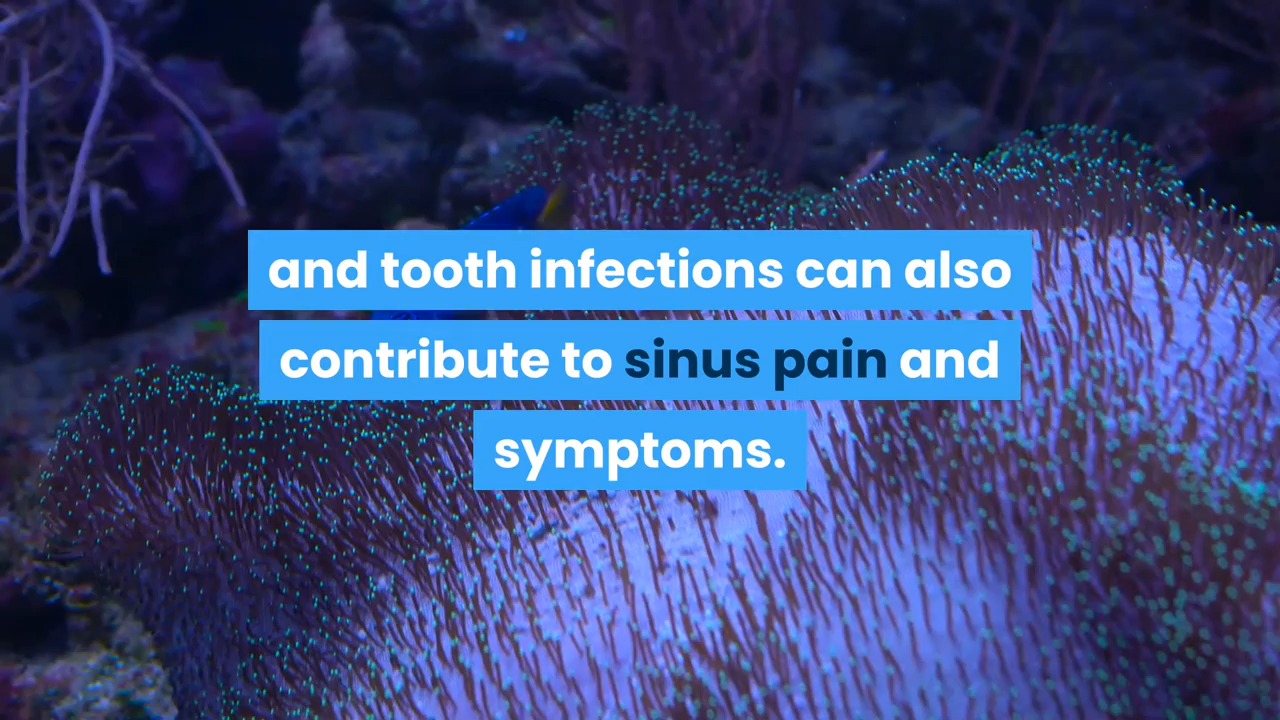 and tooth infections can also
contribute to sinus pain and
symptoms.